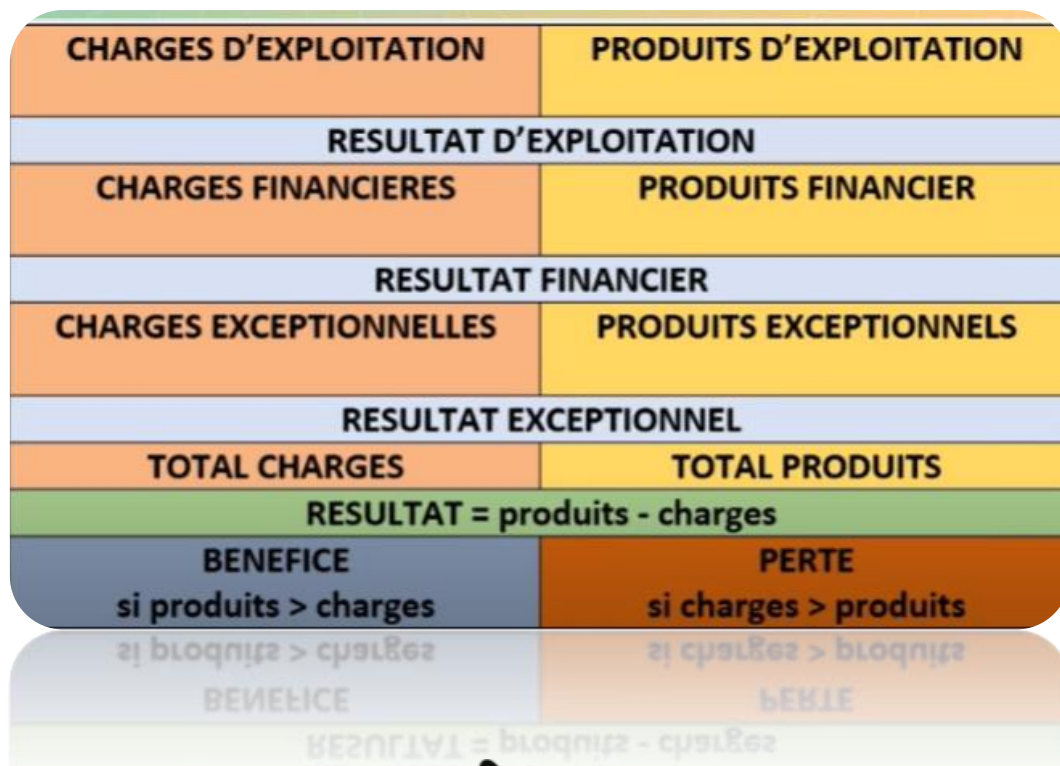 CHARGES D’EXPLOITATION
PRODUITS D’EXPLOITATION
RESULTAT D’EXPLOITATION
CHARGES FINANCIERES
PRODUITS FINANCIER
RESULTAT FINANCIER
CHARGES EXCEPTIONNELLES
PRODUITS EXCEPTIONNELS
RESULTAT EXCEPTIONNEL
TOTAL CHARGES
TOTAL PRODUITS
RESULTAT = produits - charges
BENEFICE
si produits > charges
PERTE
si charges > produits